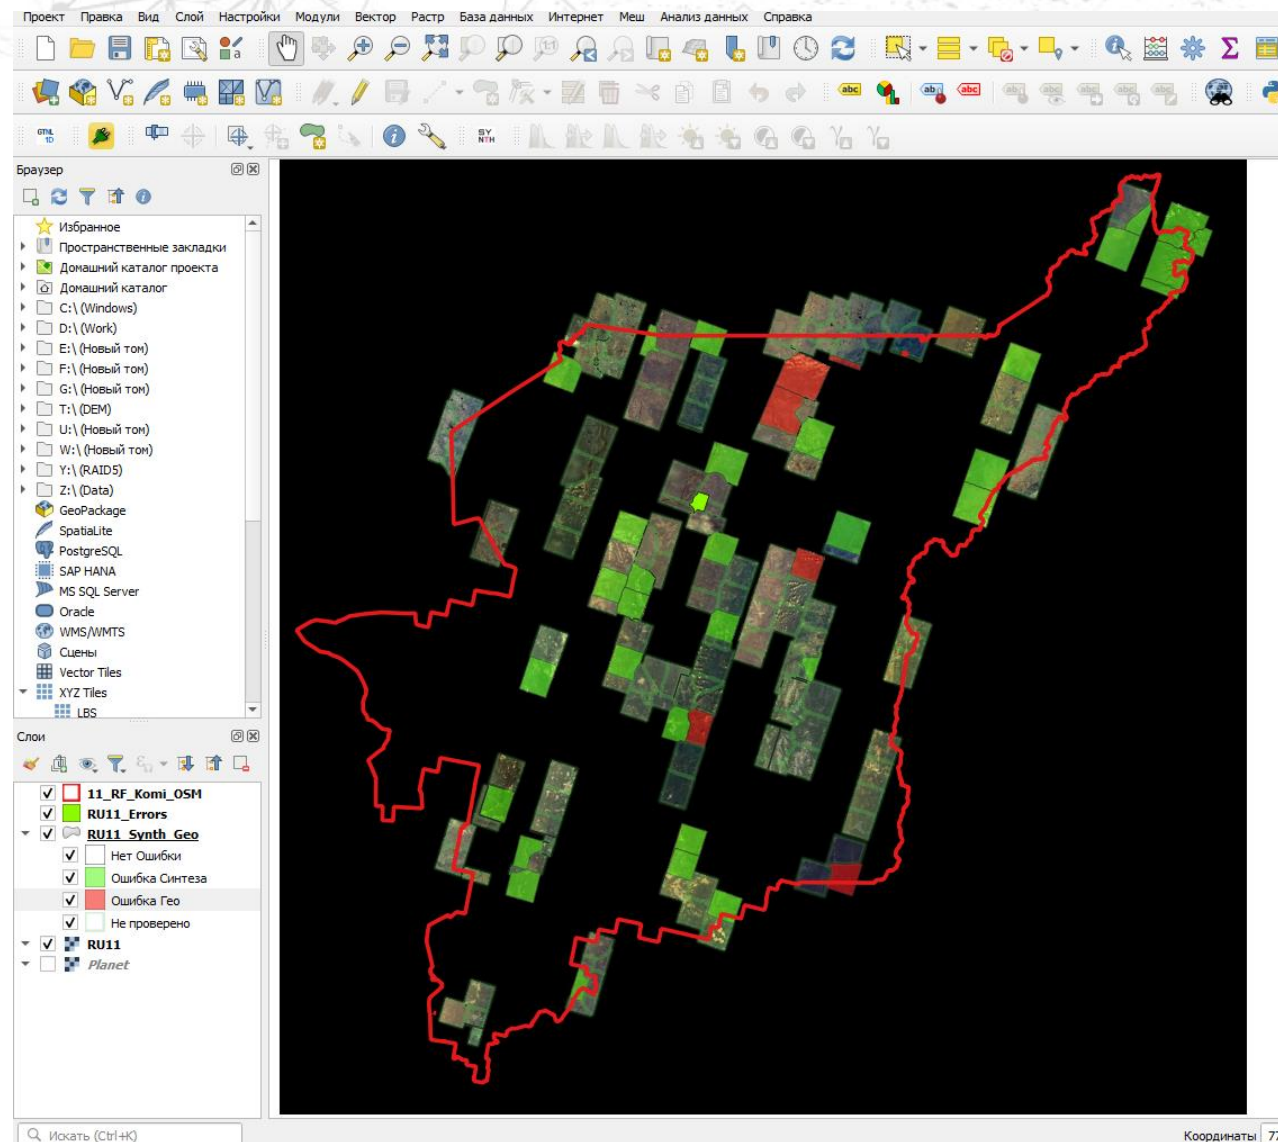 Проект Правка Вид Слой Настройки Модули Вектор Растр База данных Интернет Меш Анализ данных Справка
Браузер
Избранное
Пространственные закладки
Домашний каталог проекта
Домашний каталог
C:\ (Windows)
D:\ (Work)
E:\ (Новый том)
F:\ (Новый том)
G:\ (Новый том)
T:\ (DEM)
U:\ (Новый том)
W:\ (Новый том)
Y:\ (RAID5)
Z:\ (Data)
GeoPackage
SpatiaLite
PostgreSQL
SAP HANA
MS SQL Server
Oracle
WMS/WMTS
Сцены
Vector Tiles
XYZ Tiles
LBS
Слои
11_RF_Komi_OSM
RU11_Errors
RU11_Synth_Geo
Нет Ошибки
Ошибка Синтеза
Ошибка Гео
Не проверено
RU11
Planet
Искать (Ctrl+K)
Координаты